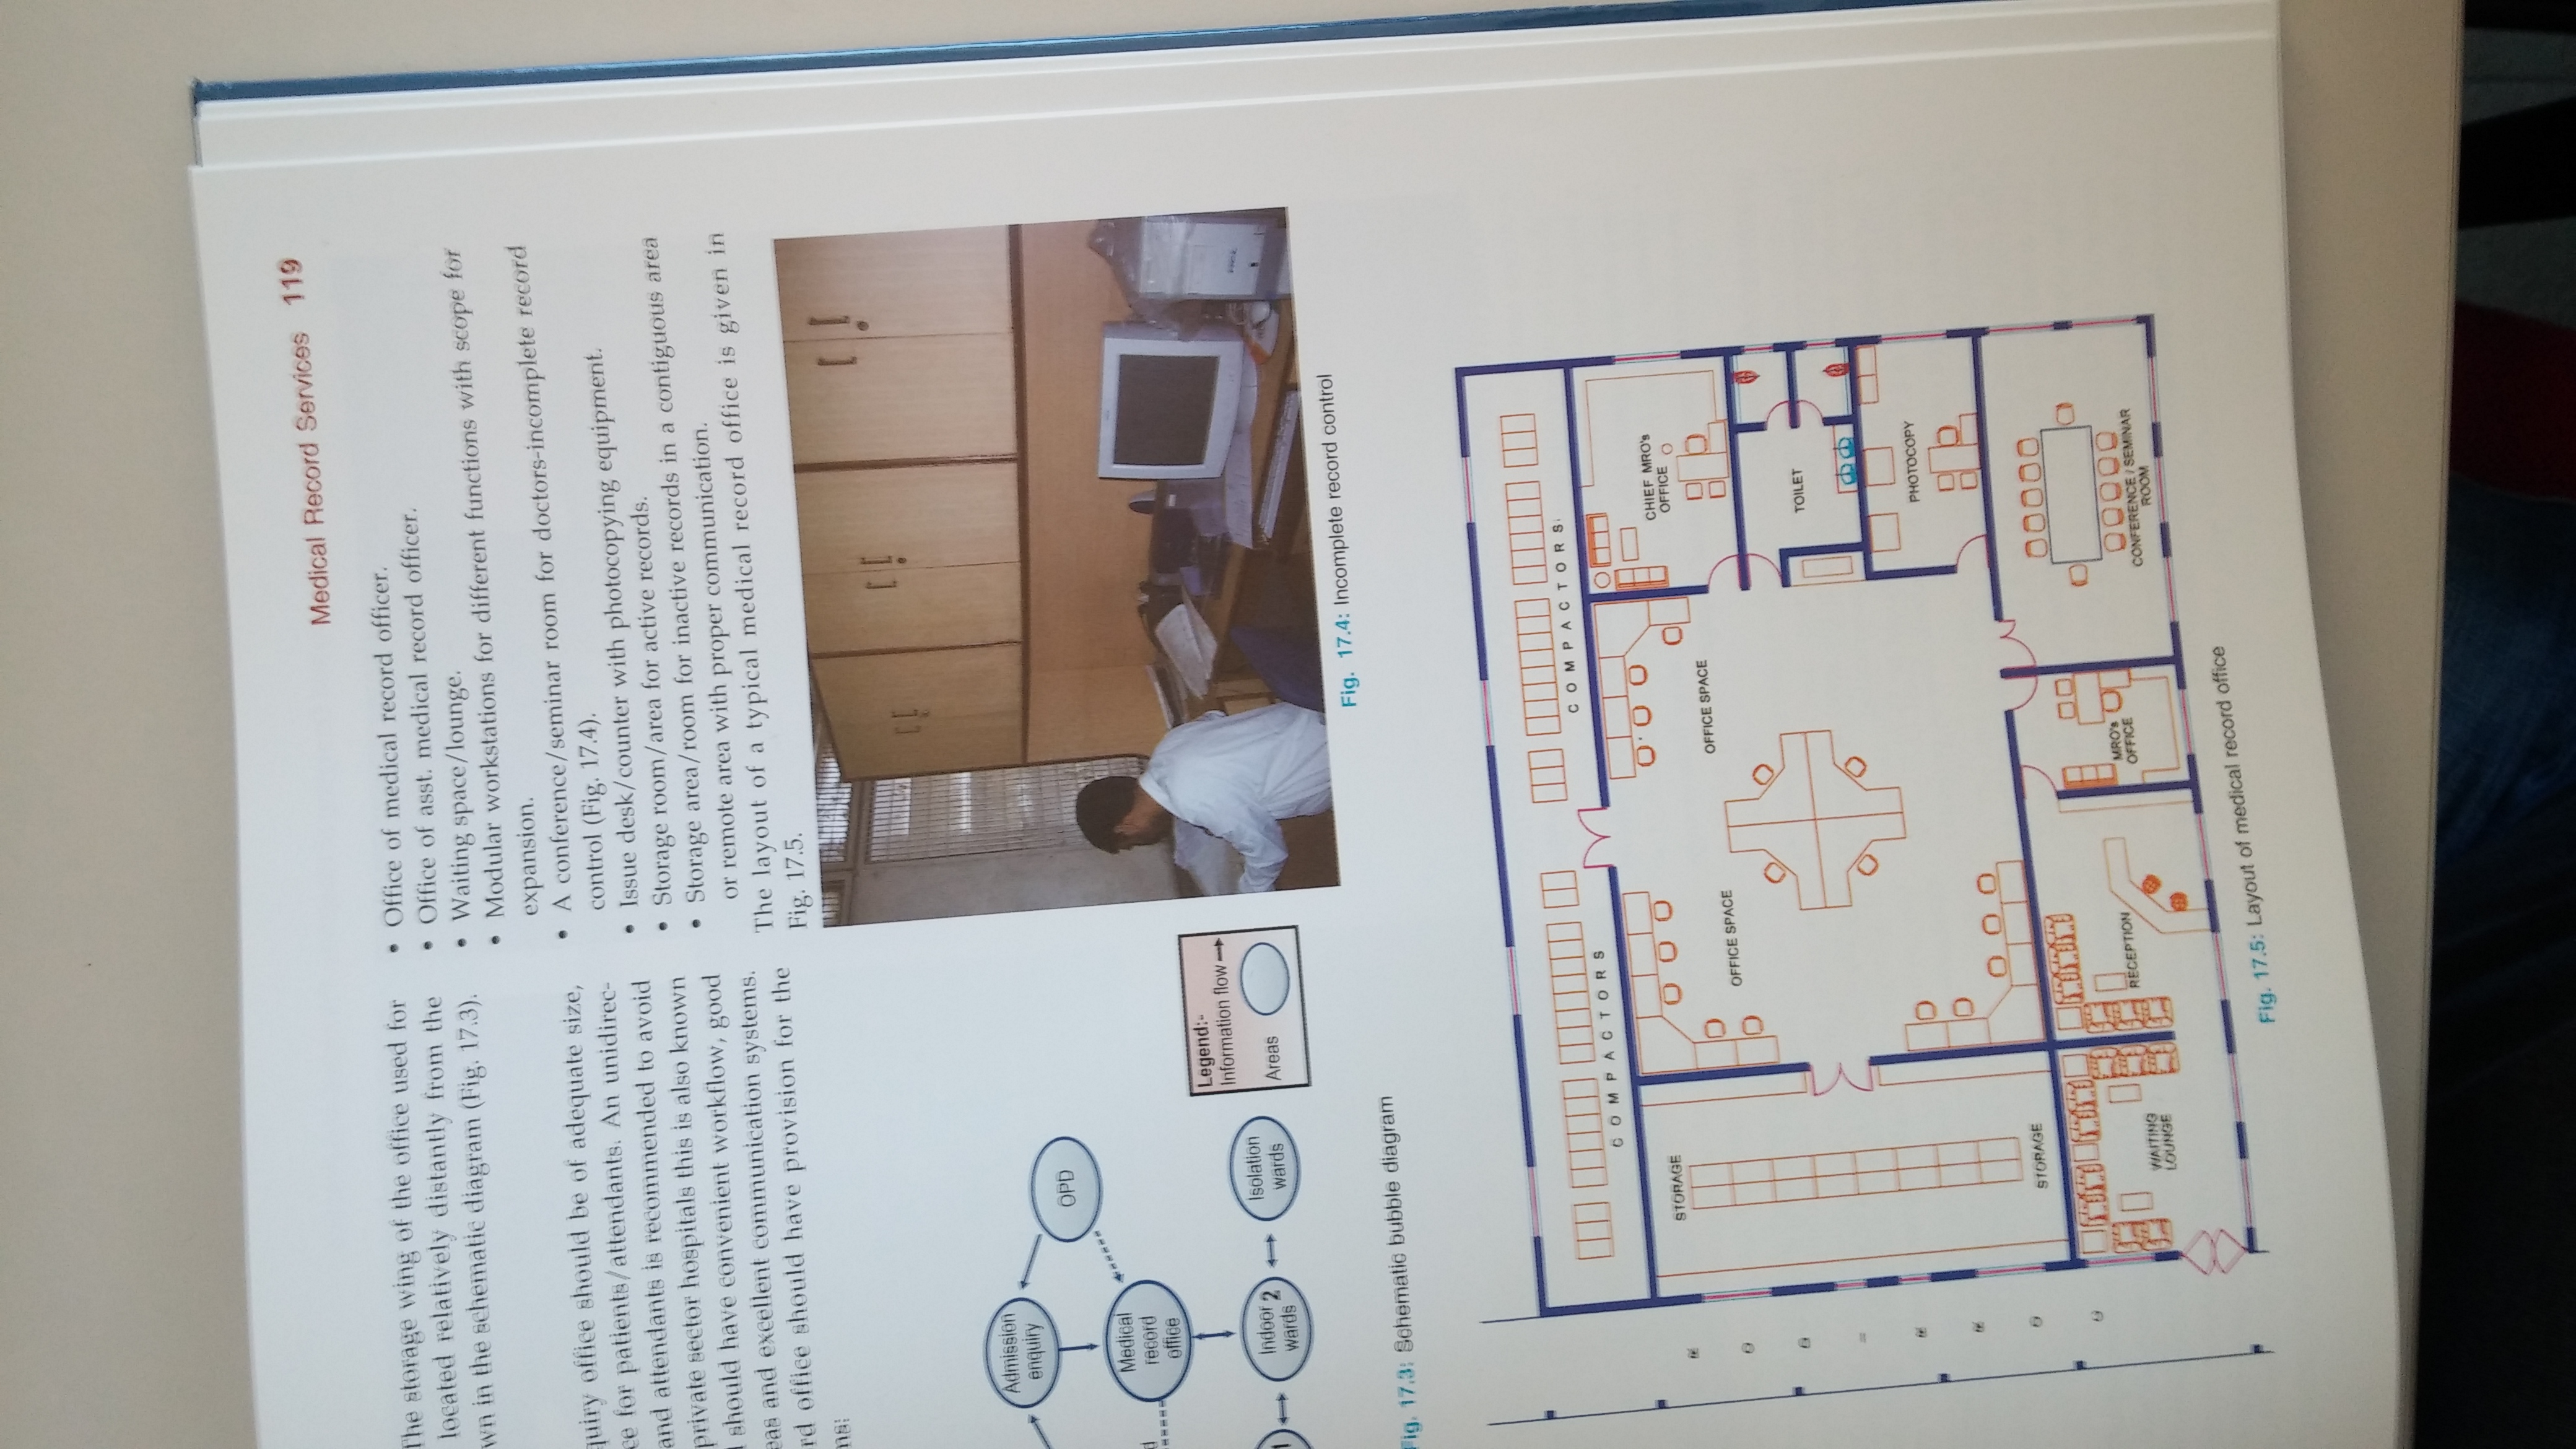 Medical Record Services 119
The storage wing of the office used for
located relatively distantly from the
wn in the schematic diagram (Fig. 17.3).
quiry office should be of adequate size,
ce for patients/attendants. An unidirec-
and attendants is recommended to avoid
private sector hospitals this is also known
should have convenient workflow, good
eas and excellent communication systems.
rd office should have provision for the
ns:
• Office of medical record officer.
• Office of asst. medical record officer.
• Waiting space/lounge.
• Modular workstations for different functions with scope for
expansion.
• A conference/seminar room for doctors-incomplete record
control (Fig. 17.4).
• Issue desk/counter with photocopying equipment.
• Storage room/area for active records.
• Storage area/room for inactive records in a contiguous area
or remote area with proper communication.
The layout of a typical medical record office is given in
Fig. 17.5.
OPD
Admission
enquiry
Medical
record
office
Indoor 2
wards
Isolation
wards
Legend:-
Information flow
Areas
Fig. 17.3: Schematic bubble diagram
Fig. 17.4: Incomplete record control
COMPACTORS
COMPACTORS
CHIEF MRO's
OFFICE
STORAGE
OFFICE SPACE
OFFICE SPACE
TOILET
PHOTOCOPY
STORAGE
WAITING
LOUNGE
RECEPTION
MRO's
OFFICE
CONFERENCE / SEMINAR
ROOM
Fig. 17.5: Layout of medical record office